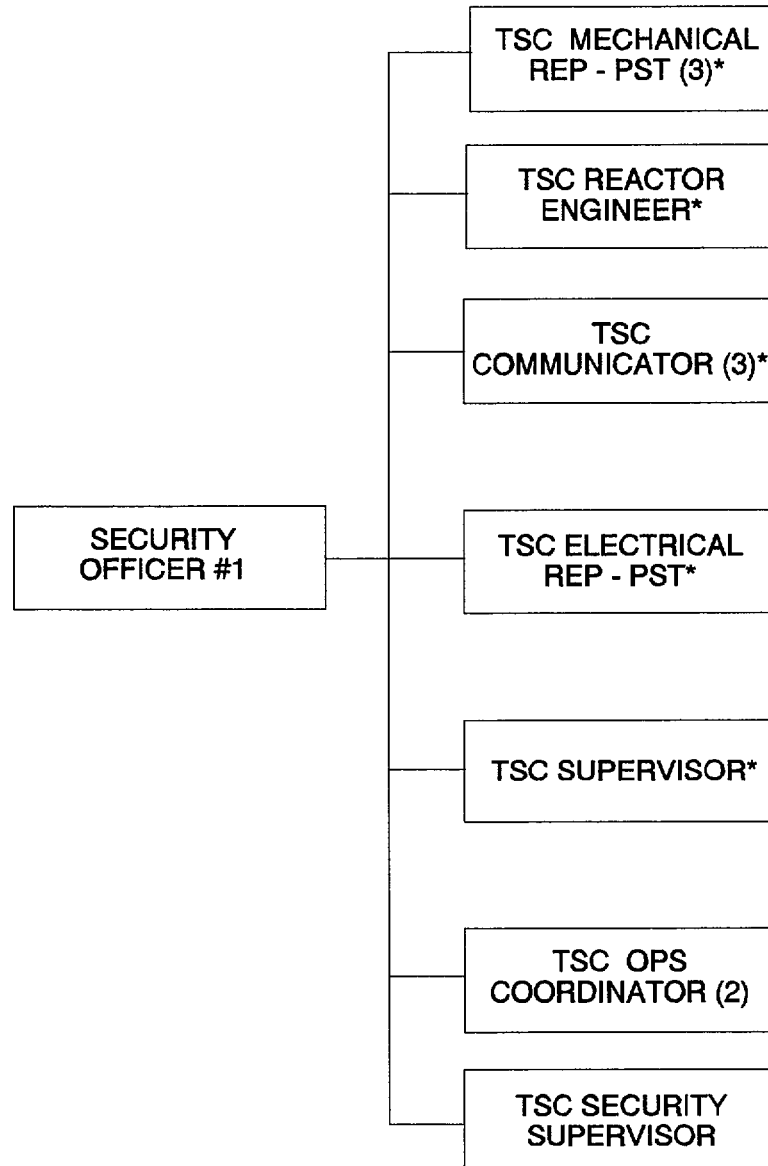 TSC MECHANICAL
REP - PST (3)*
TSC REACTOR
ENGINEER*
TSC
COMMUNICATOR (3)*
SECURITY
OFFICER #1
TSC ELECTRICAL
REP - PST*
TSC SUPERVISOR*
TSC OPS
COORDINATOR (2)
TSC SECURITY
SUPERVISOR